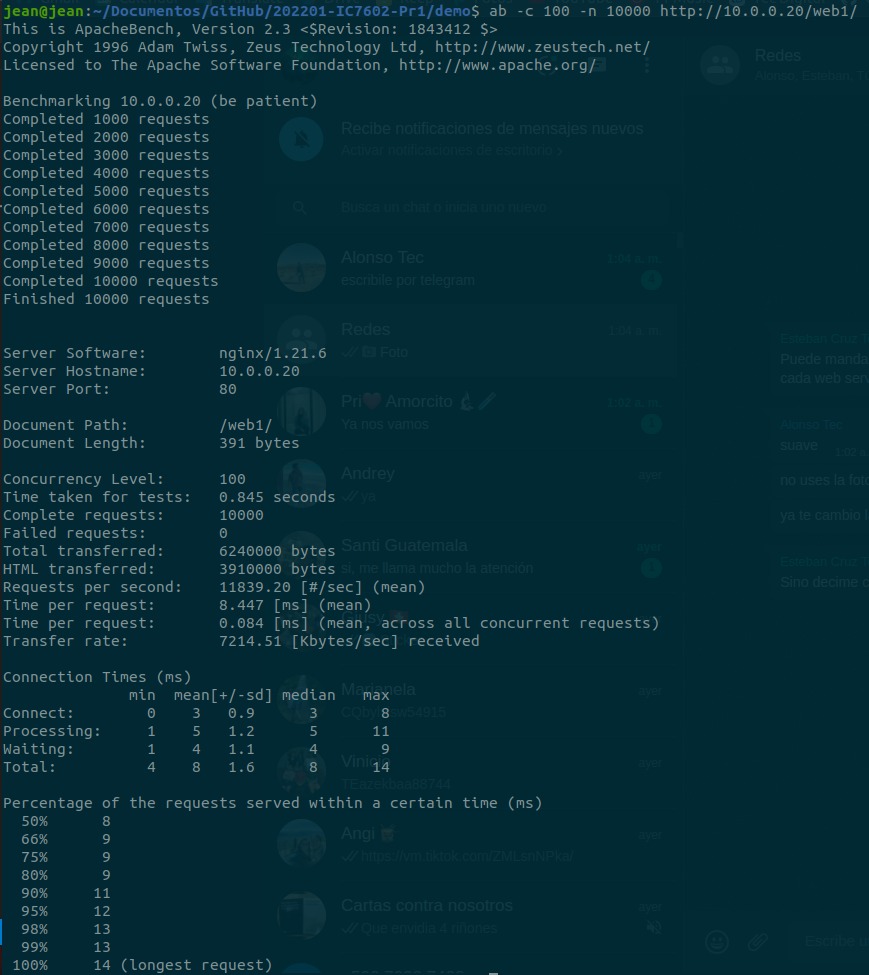 jean@jean:~/Documentos/GitHub/202201-IC7602-Pr1/demo$ ab -c 100 -n 10000 http://10.0.0.20/web1/
This is ApacheBench, Version 2.3 <$Revision: 1843412 $>
Copyright 1996 Adam Twiss, Zeus Technology Ltd, http://www.zeustech.net/
Licensed to The Apache Software Foundation, http://www.apache.org/
Benchmarking 10.0.0.20 (be patient)
Completed 1000 requests
Completed 2000 requests
Completed 3000 requests
Completed 4000 requests
Completed 5000 requests
Completed 6000 requests
Completed 7000 requests
Completed 8000 requests
Completed 9000 requests
Completed 10000 requests
Finished 10000 requests
Server Software: nginx/1.21.6
Server Hostname: 10.0.0.20
Server Port: 80
Document Path: /web1/
Document Length: 391 bytes
Concurrency Level: 100
Time taken for tests: 0.845 seconds
Complete requests: 10000
Failed requests: 0
Total transferred: 6240000 bytes
HTML transferred: 3910000 bytes
Requests per second: 11839.20 [#/sec] (mean)
Time per request: 8.447 [ms] (mean)
Time per request: 0.084 [ms] (mean, across all concurrent requests)
Transfer rate: 7214.51 [Kbytes/sec] received
Connection Times (ms)
min mean[+/-sd] median max
Connect: 0 3 0.9 3 8
Processing: 1 5 1.2 5 11
Waiting: 1 4 1.1 4 9
Total: 4 8 1.6 8 14
Percentage of the requests served within a certain time (ms)
50% 8
66% 9
75% 9
80% 9
90% 11
95% 12
98% 13
99% 13
100% 14 (longest request)
Recibe notificaciones de mensajes nuevos
Activar notificaciones de escritorio >
Busca un chat o inicia uno nuevo
Alonso Tec 1:04 a. m.
escribile por telegram
Redes 1:04 a. m.
Foto
Pri❤️ Amorcito 1:02 a. m.
Ya nos vamos
Andrey ayer
ya
Santi Guatemala ayer
si, me llama mucho la atención
Marianela ayer
ayer
TEazekbaa88744
Angi ayer
Cartas contra nosotros ayer
Que envidia 4 riñones
Redes
Alonso, Esteban,
Esteban Cruz
Puede
cada web
Alonso Tec
suave 1:02 a.
no uses la
ya te cambio
Esteban Cruz
Sino decime
Escribe